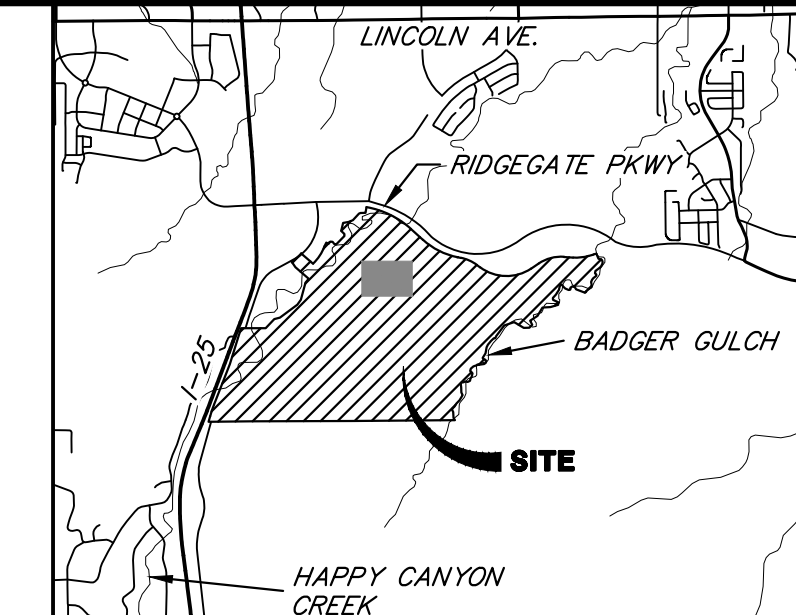 LINCOLN AVE.
RIDGEGATE PKWY
I-25
BADGER GULCH
SITE
HAPPY CANYON
CREEK